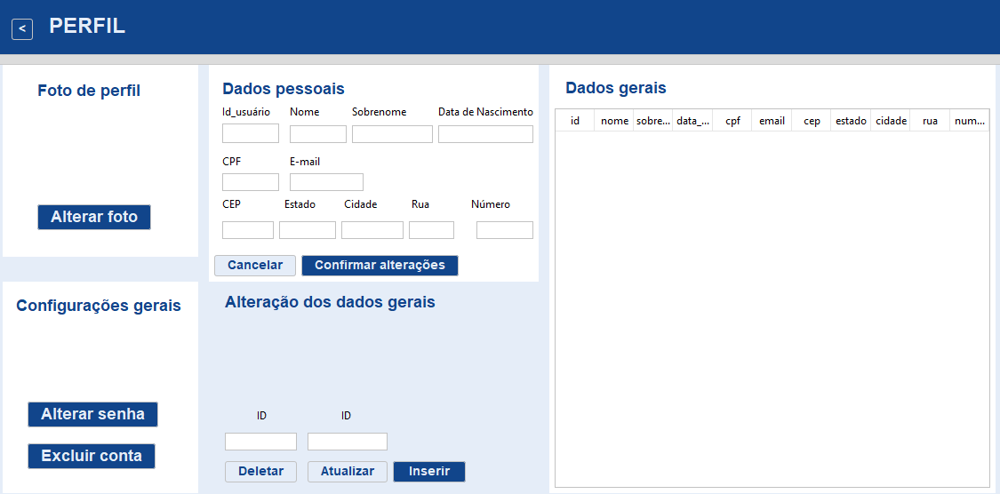 < PERFIL
Foto de perfil
Alterar foto
Configurações gerais
Alterar senha
Excluir conta
Dados pessoais
Id_usuário Nome Sobrenome Data de Nascimento
CPF E-mail
CEP Estado Cidade Rua Número
Cancelar Confirmar alterações
Alteração dos dados gerais
ID ID
Deletar Atualizar Inserir
Dados gerais
id nome sobre... data_... cpf email cep estado cidade rua num...